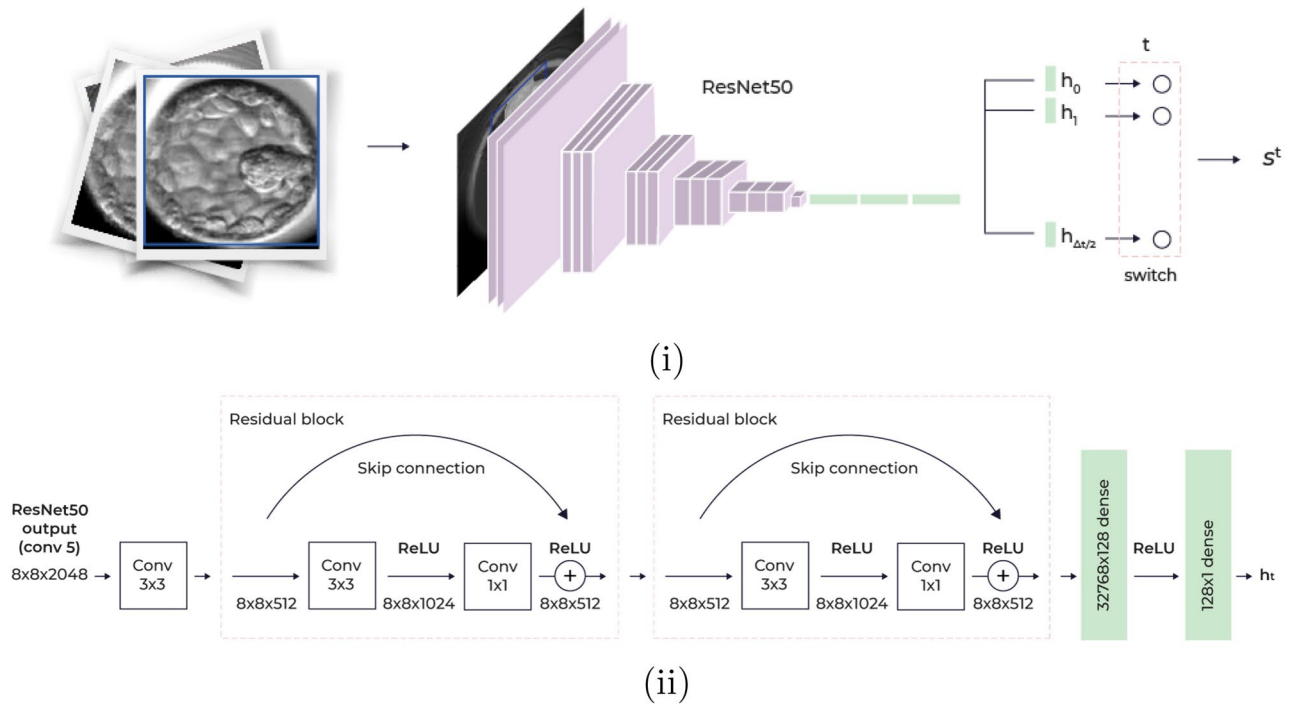 ResNet50
t
h₀
h₁
h_Δt/2
sᵗ
switch
(i)
Residual block
Skip connection
ResNet50
output
(conv 5)
8x8x2048
Conv
3x3
8x8x512
Conv
3x3
ReLU
8x8x1024
Conv
1x1
ReLU
+
8x8x512
Residual block
Skip connection
8x8x512
Conv
3x3
ReLU
8x8x1024
Conv
1x1
ReLU
+
8x8x512
32768x128 dense
ReLU
128x1 dense
hₜ
(ii)